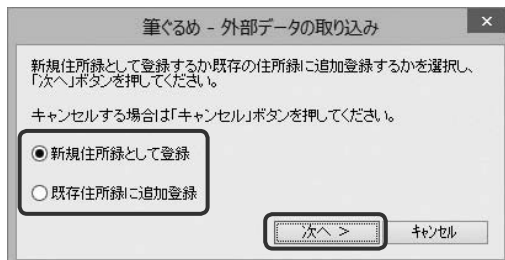 筆ぐるめ - 外部データの取り込み
×
新規住所録として登録するか既存の住所録に追加登録するかを選択し、
「次へ」ボタンを押してください。
キャンセルする場合は「キャンセル」ボタンを押してください。
新規住所録として登録
既存住所録に追加登録
次へ > キャンセル